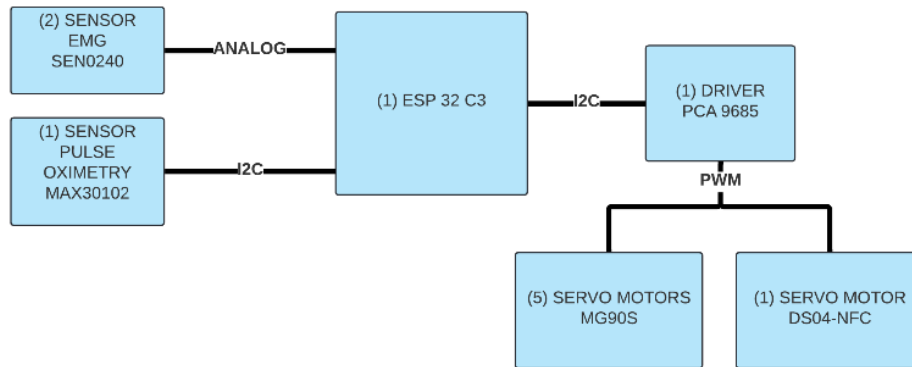 (2) SENSOR
EMG
SEN0240
ANALOG
(1) SENSOR
PULSE
OXIMETRY
MAX30102
I2C
(1) ESP 32 C3
I2C
(1) DRIVER
PCA 9685
PWM
(5) SERVO MOTORS
MG90S
(1) SERVO MOTOR
DS04-NFC